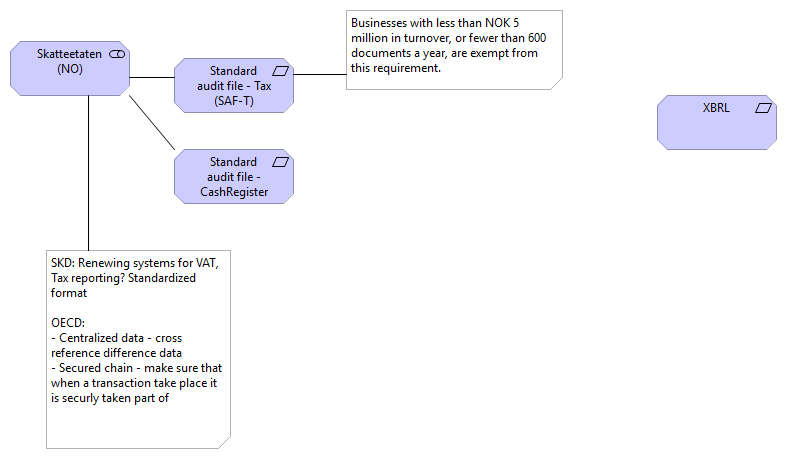 Businesses with less than NOK 5
million in turnover, or fewer than 600
documents a year, are exempt from
this requirement.
Skatteetaten
(NO)
Standard
audit file - Tax
(SAF-T)
XBRL
Standard
audit file -
CashRegister
SKD: Renewing systems for VAT,
Tax reporting? Standardized
format
OECD:
- Centralized data - cross
reference difference data
- Secured chain - make sure that
when a transaction take place it
is securly taken part of